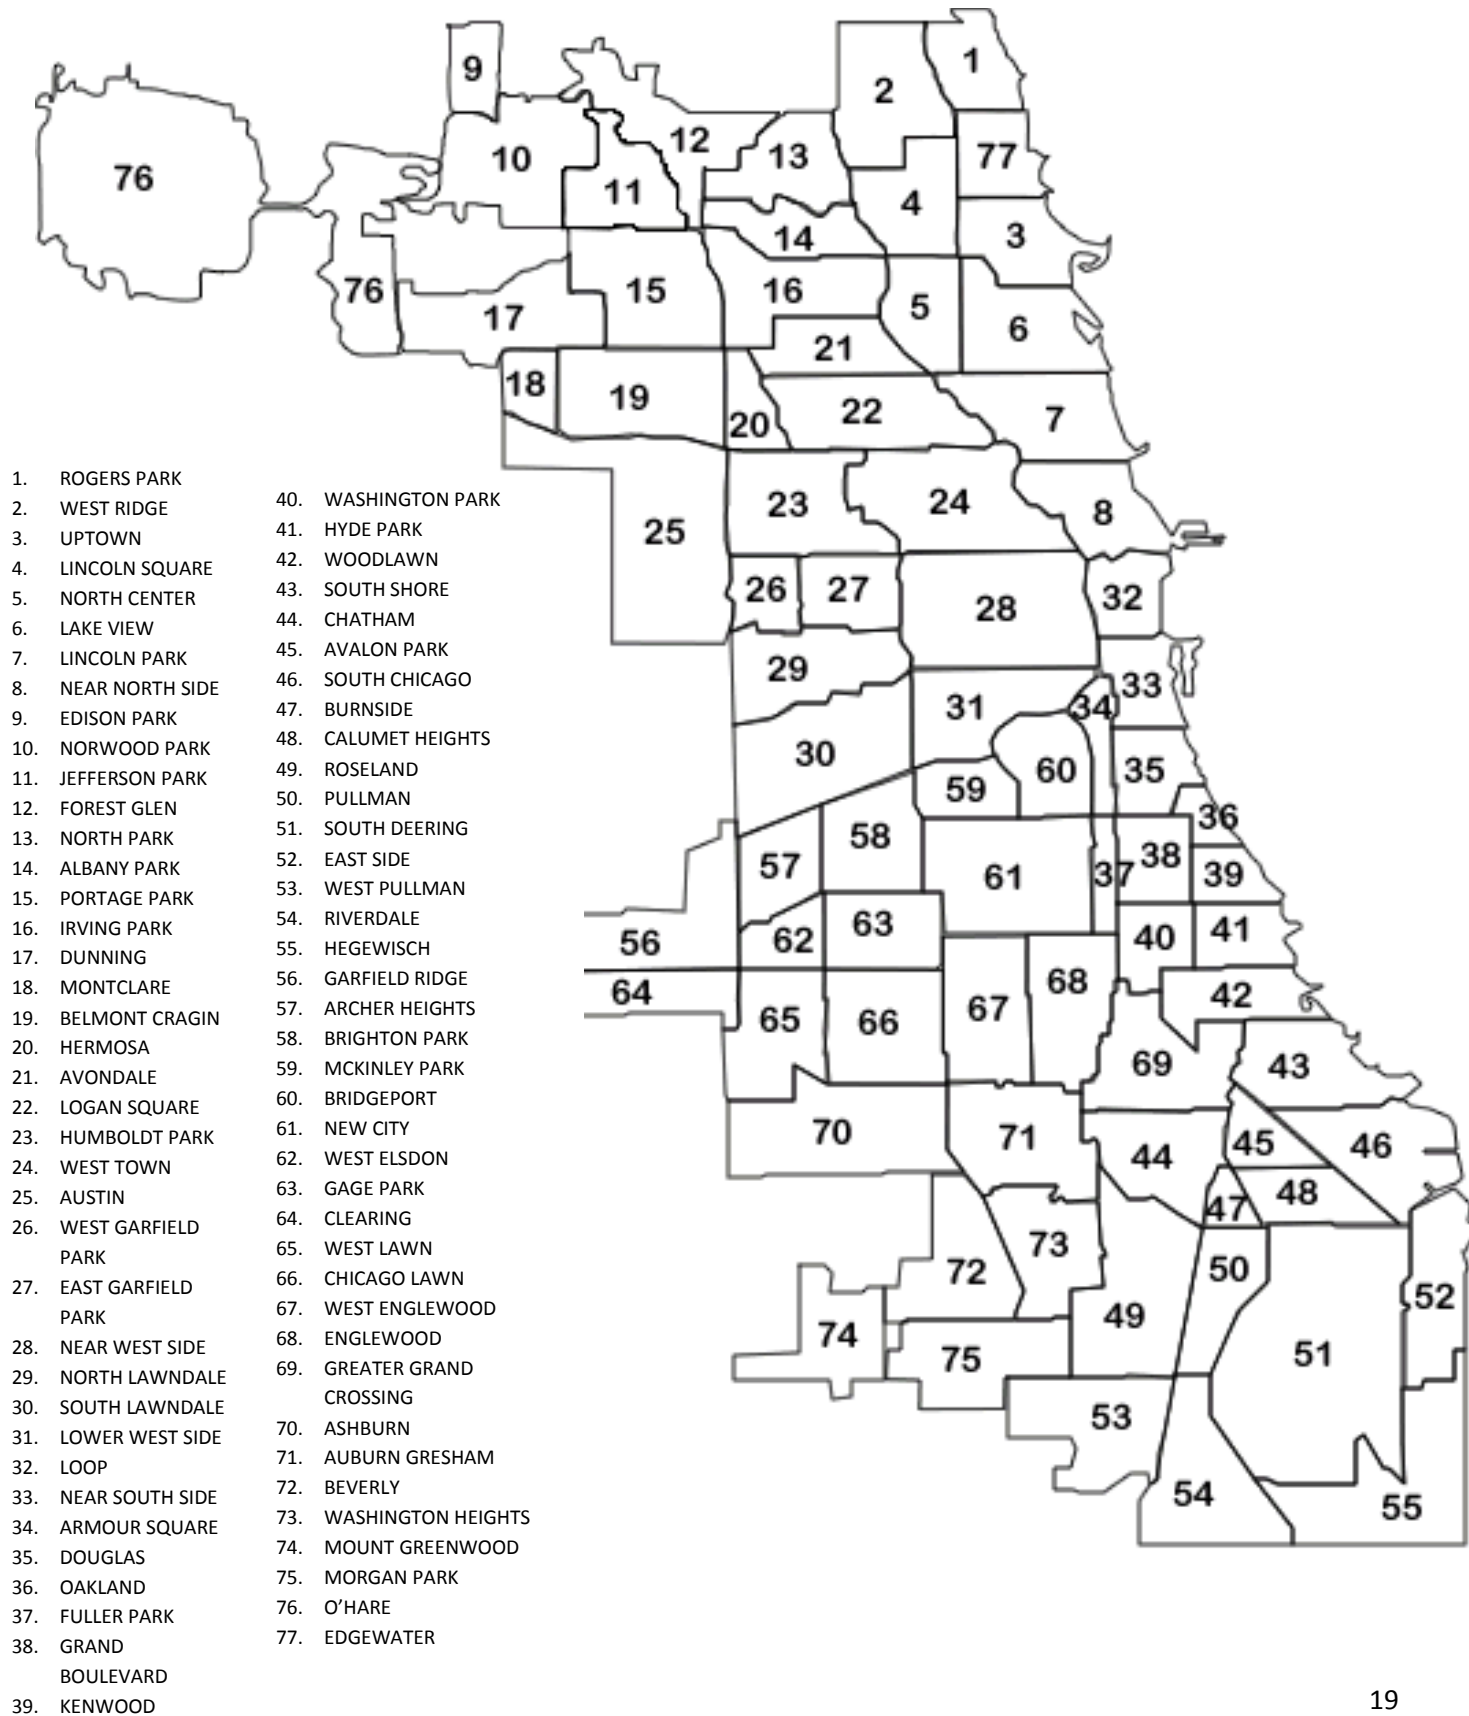 9
1
2
76
12
13
77
10
11
4
14
3
76
15
16
5
17
6
21
18
19
20
22
7
23
24
8
25
26
27
28
32
29
33
31
34
30
60
35
59
36
58
57
61
37
38
39
56
62
63
40
41
64
65
66
67
68
42
69
43
70
71
44
45
46
47
48
72
73
50
52
74
75
49
51
53
54
55
1. ROGERS PARK
2. WEST RIDGE
3. UPTOWN
4. LINCOLN SQUARE
5. NORTH CENTER
6. LAKE VIEW
7. LINCOLN PARK
8. NEAR NORTH SIDE
9. EDISON PARK
10. NORWOOD PARK
11. JEFFERSON PARK
12. FOREST GLEN
13. NORTH PARK
14. ALBANY PARK
15. PORTAGE PARK
16. IRVING PARK
17. DUNNING
18. MONTCLARE
19. BELMONT CRAGIN
20. HERMOSA
21. AVONDALE
22. LOGAN SQUARE
23. HUMBOLDT PARK
24. WEST TOWN
25. AUSTIN
26. WEST GARFIELD
PARK
27. EAST GARFIELD
PARK
28. NEAR WEST SIDE
29. NORTH LAWNDALE
30. SOUTH LAWNDALE
31. LOWER WEST SIDE
32. LOOP
33. NEAR SOUTH SIDE
34. ARMOUR SQUARE
35. DOUGLAS
36. OAKLAND
37. FULLER PARK
38. GRAND
BOULEVARD
39. KENWOOD
40. WASHINGTON PARK
41. HYDE PARK
42. WOODLAWN
43. SOUTH SHORE
44. CHATHAM
45. AVALON PARK
46. SOUTH CHICAGO
47. BURNSIDE
48. CALUMET HEIGHTS
49. ROSELAND
50. PULLMAN
51. SOUTH DEERING
52. EAST SIDE
53. WEST PULLMAN
54. RIVERDALE
55. HEGEWISCH
56. GARFIELD RIDGE
57. ARCHER HEIGHTS
58. BRIGHTON PARK
59. MCKINLEY PARK
60. BRIDGEPORT
61. NEW CITY
62. WEST ELSDON
63. GAGE PARK
64. CLEARING
65. WEST LAWN
66. CHICAGO LAWN
67. WEST ENGLEWOOD
68. ENGLEWOOD
69. GREATER GRAND
CROSSING
70. ASHBURN
71. AUBURN GRESHAM
72. BEVERLY
73. WASHINGTON HEIGHTS
74. MOUNT GREENWOOD
75. MORGAN PARK
76. O'HARE
77. EDGEWATER
19